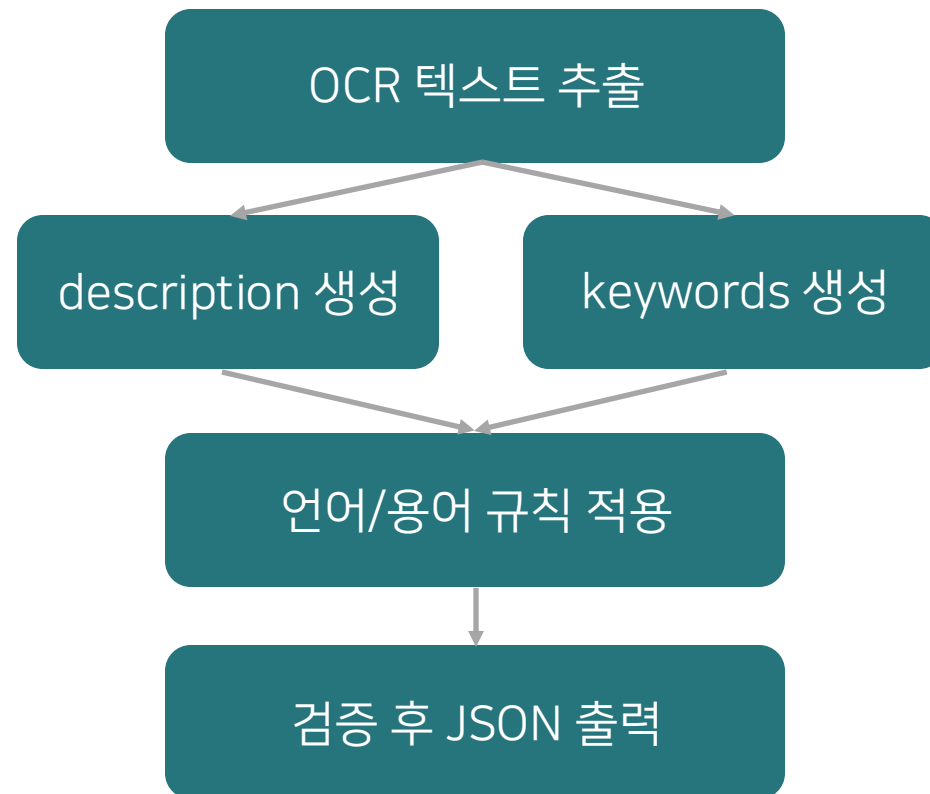 OCR 텍스트 추출
description 생성
keywords 생성
언어/용어 규칙 적용
검증 후 JSON 출력